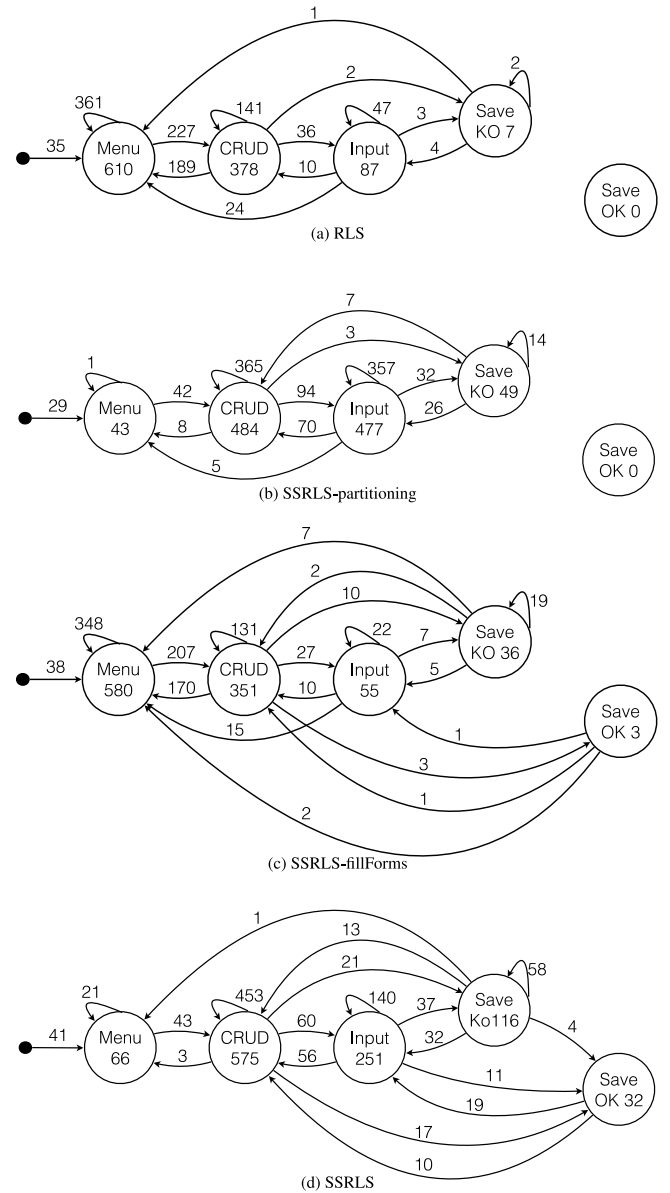 1
361
141
2
47
2
Save
KO 7
35
Menu
610
227
189
CRUD
378
36
10
Input
87
3
4
24
Save
OK 0
(a) RLS
7
3
1
365
357
14
Save
KO 49
29
Menu
43
42
8
CRUD
484
94
70
Input
477
32
26
5
Save
OK 0
(b) SSRLS-partitioning
7
2
10
348
131
22
19
Save
KO 36
38
Menu
580
207
170
CRUD
351
27
10
Input
55
7
5
15
1
3
1
2
Save
OK 3
(c) SSRLS-fillForms
1
13
21
21
453
140
58
Save
Ko116
41
Menu
66
43
3
CRUD
575
60
56
Input
251
37
32
4
11
19
17
10
Save
OK 32
(d) SSRLS